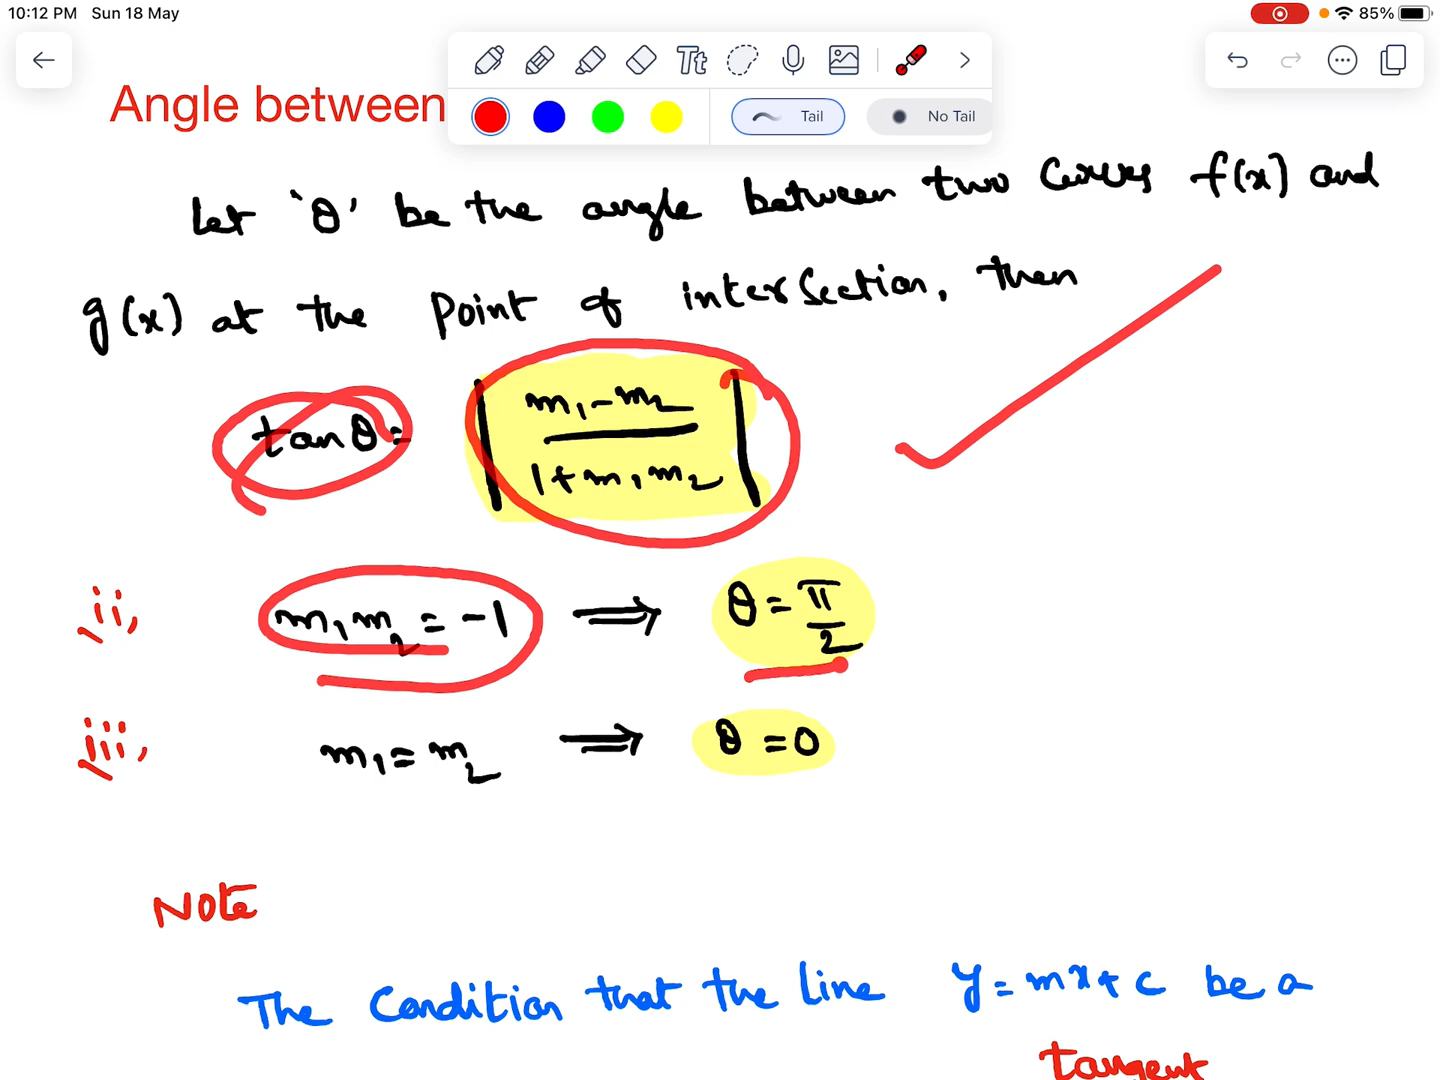 10:12 PM Sun 18 May
85%
Tt
Tail
No Tail
Angle between
Let 'θ' be the angle between two curves f(x) and
g(x) at the point of intersection, then
tanθ = | m₁-m₂ / 1+m₁m₂ |
ii, m₁m₂ = -1 ⟹ θ = π/2
iii, m₁ = m₂ ⟹ θ = 0
Note
The Condition that the Line y = mx + c be a
tangent